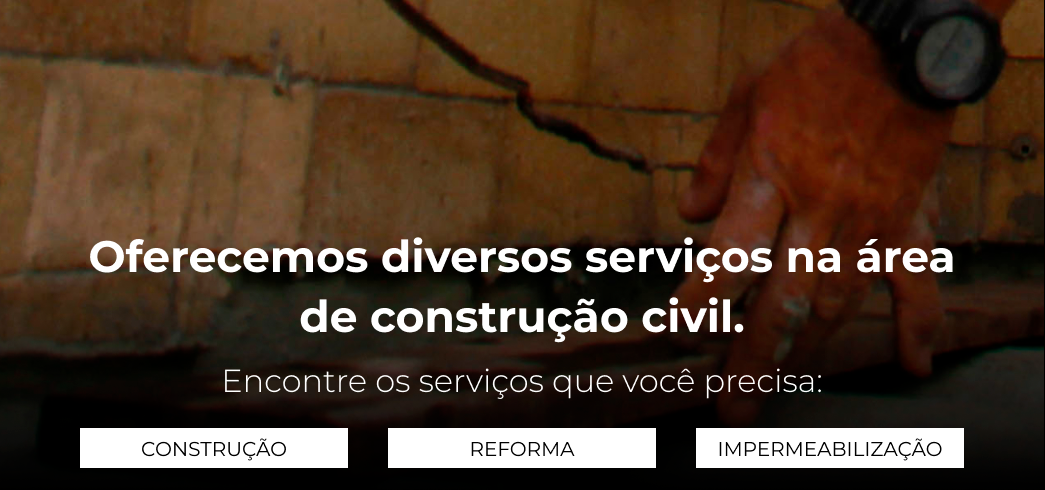 Oferecemos diversos serviços na área
de construção civil.
Encontre os serviços que você precisa:
CONSTRUÇÃO
REFORMA
IMPERMEABILIZAÇÃO